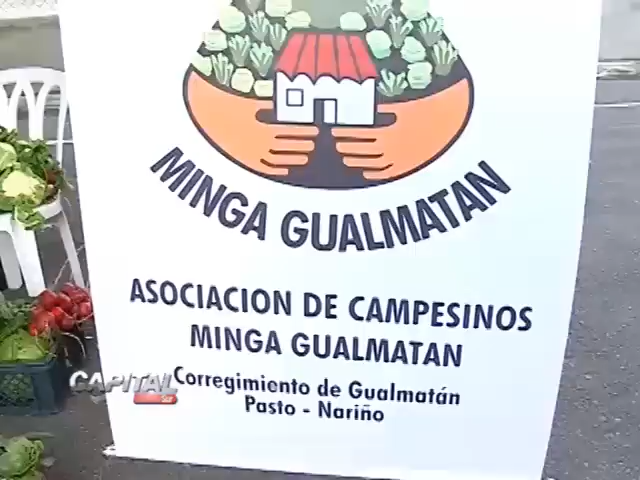 MINGA GUALMATAN
ASOCIACION DE CAMPESINOS
MINGA GUALMATAN
Corregimiento de Gualmatán
Pasto - Nariño
CAPITAL